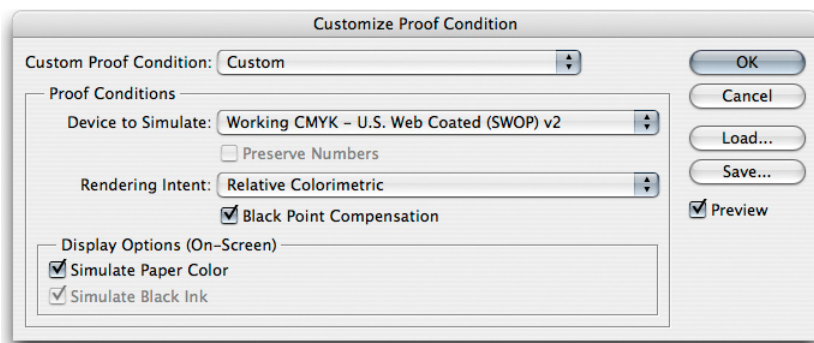 Customize Proof Condition
Custom Proof Condition: Custom
OK
Proof Conditions
Cancel
Device to Simulate: Working CMYK – U.S. Web Coated (SWOP) v2
Load...
Preserve Numbers
Save...
Rendering Intent: Relative Colorimetric
Black Point Compensation
Preview
Display Options (On-Screen)
Simulate Paper Color
Simulate Black Ink